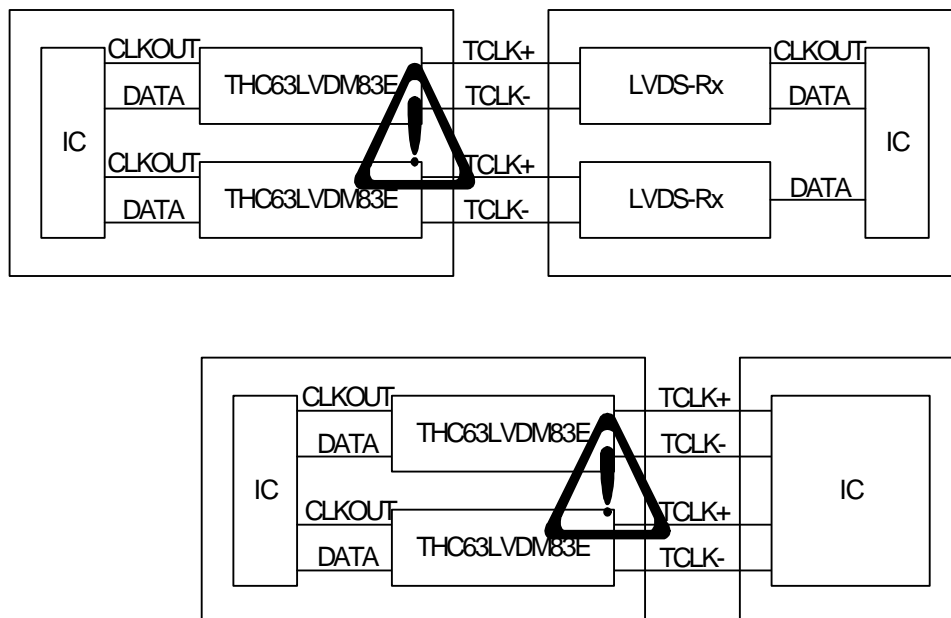 CLKOUT THC63LVDM83E TCLK+ LVDS-Rx CLKOUT
DATA TCLK- DATA
IC IC
CLKOUT THC63LVDM83E TCLK+ LVDS-Rx DATA
DATA TCLK-
CLKOUT THC63LVDM83E TCLK+
DATA TCLK-
IC IC
CLKOUT THC63LVDM83E TCLK+
DATA TCLK-